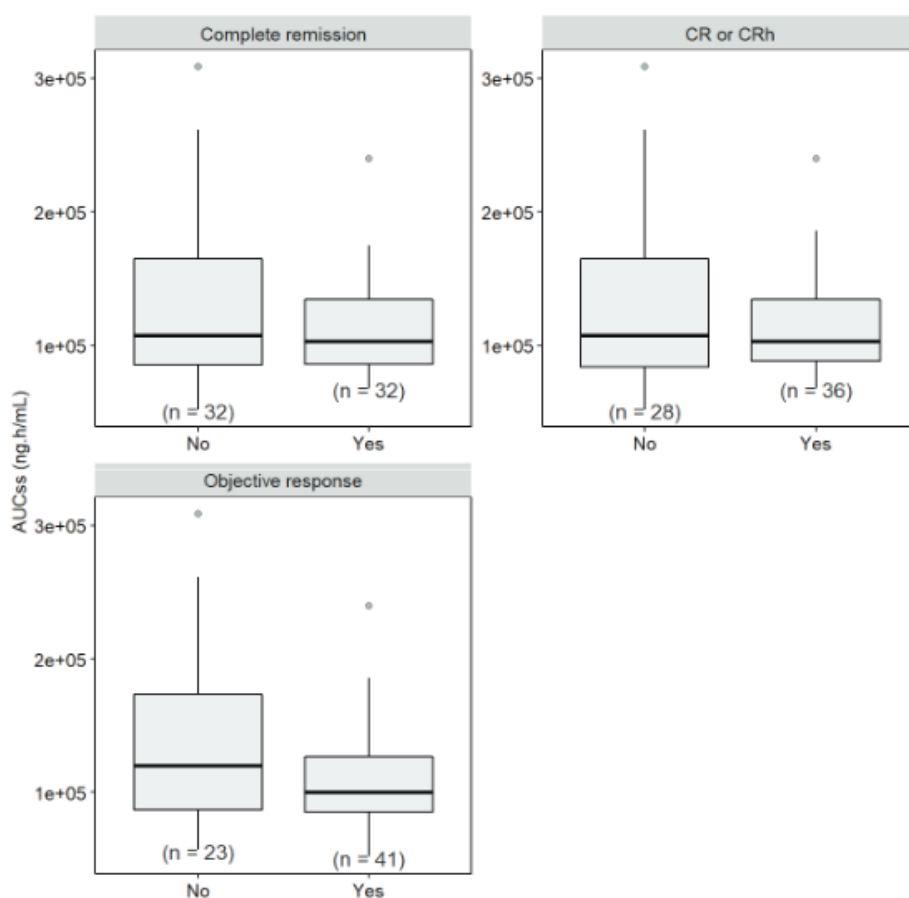 Complete remission
CR or CRh
3e+05
2e+05
1e+05
(n = 32)
(n = 32)
No
Yes
3e+05
2e+05
1e+05
(n = 28)
(n = 36)
No
Yes
AUCss (ng.h/mL)
Objective response
3e+05
2e+05
1e+05
(n = 23)
(n = 41)
No
Yes